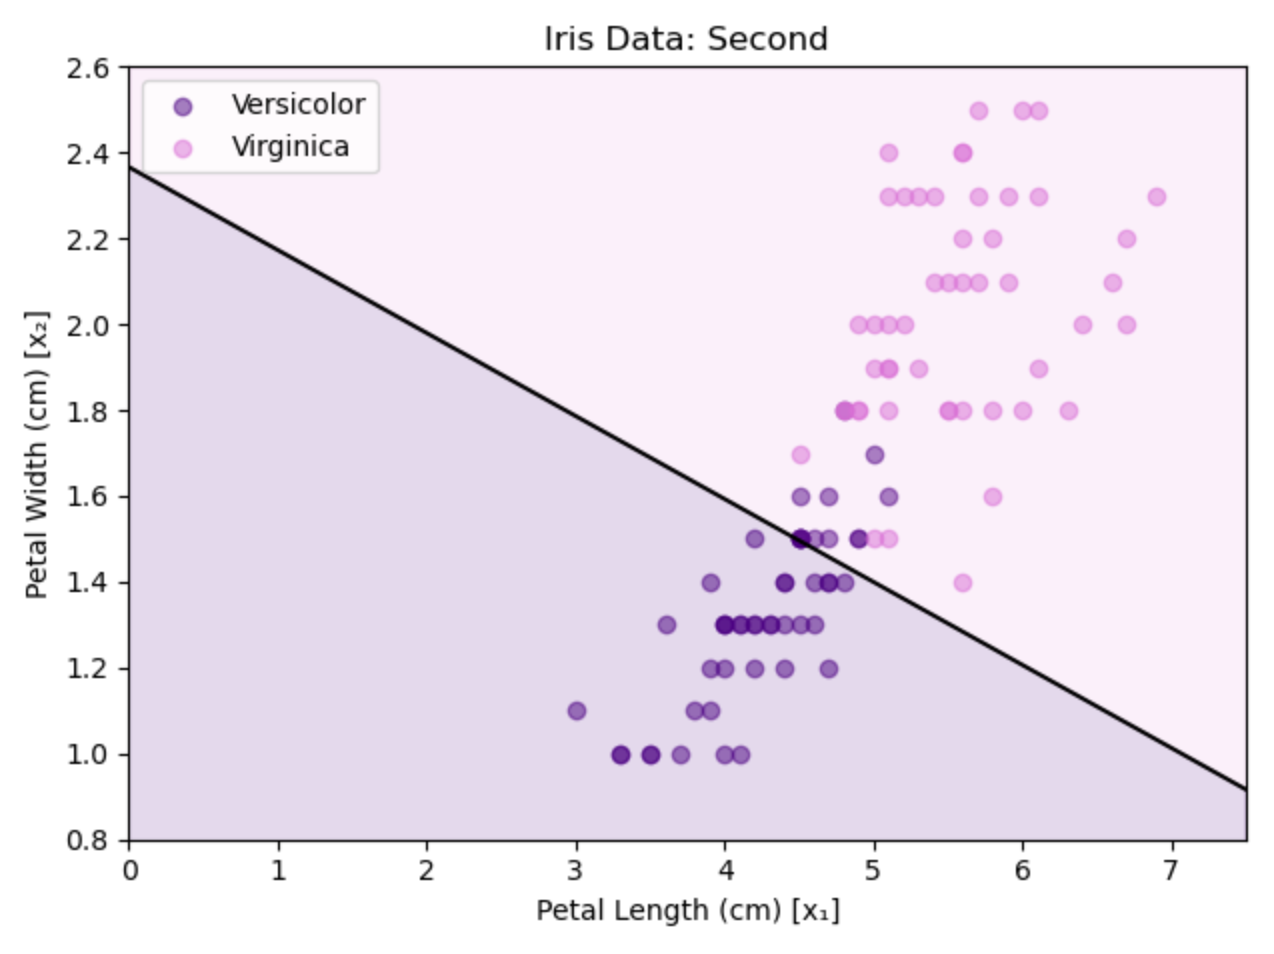 Iris Data: Second
Versicolor
Virginica
2.6
2.4
2.2
2.0
1.8
1.6
1.4
1.2
1.0
0.8
Petal Width (cm) [x₂]
0 1 2 3 4 5 6 7
Petal Length (cm) [x₁]